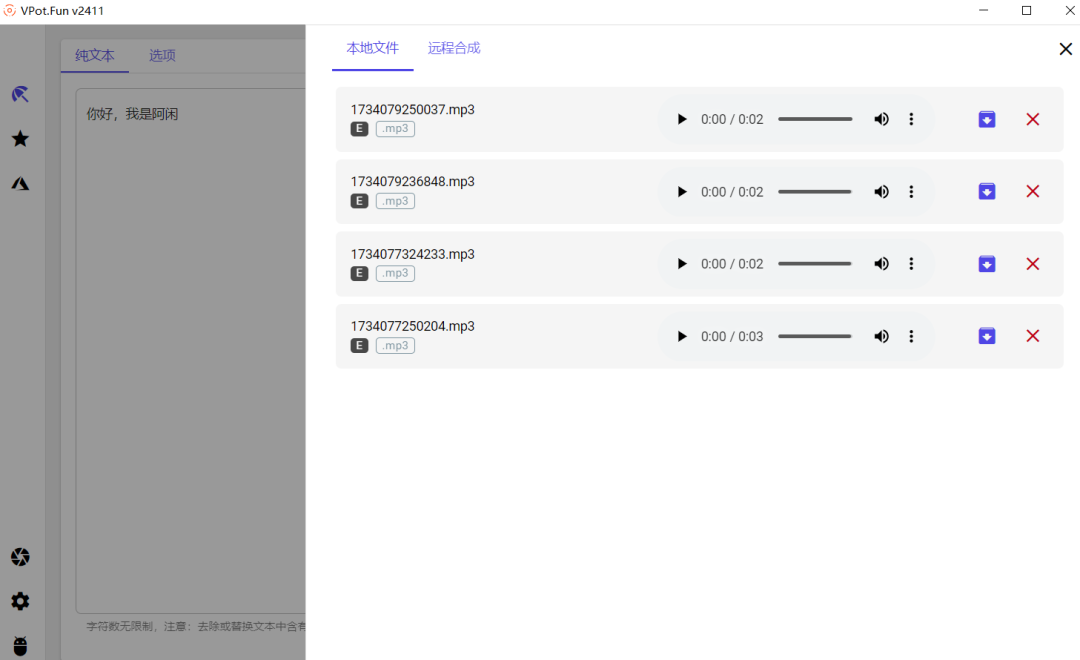 VPot.Fun v2411
纯文本 选项
你好，我是阿闲
字符数无限制，注意：去除或替换文本中含有
本地文件 远程合成
1734079250037.mp3
E .mp3
0:00 / 0:02
1734079236848.mp3
E .mp3
0:00 / 0:02
1734077324233.mp3
E .mp3
0:00 / 0:02
1734077250204.mp3
E .mp3
0:00 / 0:03